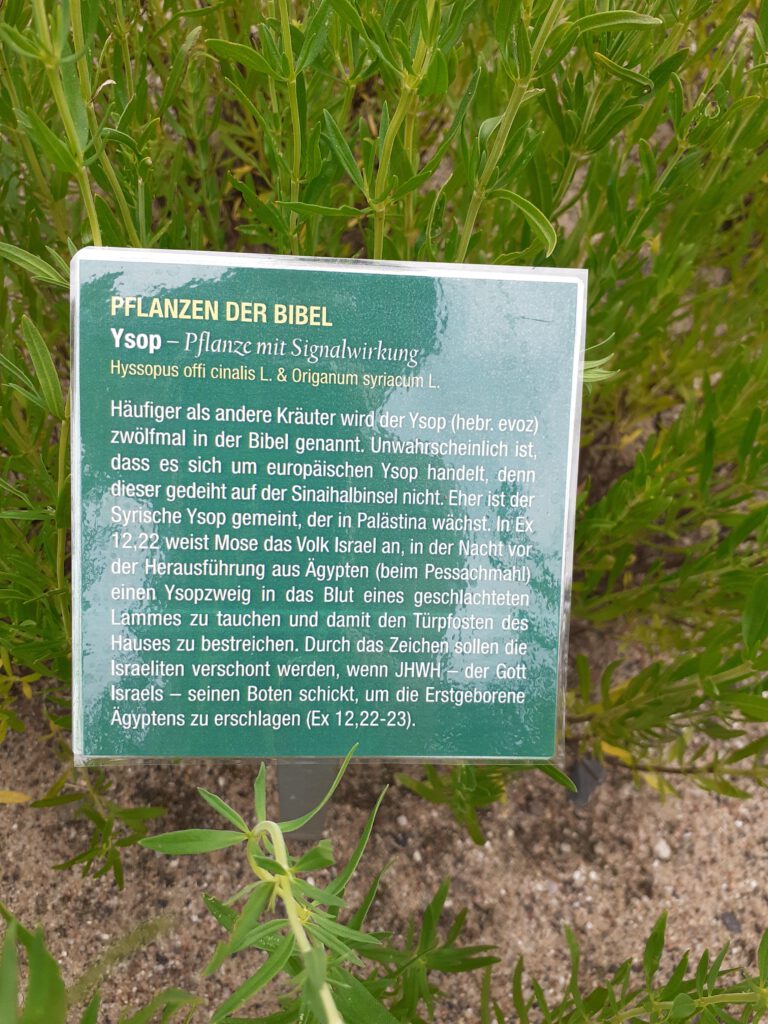 PFLANZEN DER BIBEL
Ysop – Pflanze mit Signalwirkung
Hyssopus offi cinalis L. & Origanum syriacum L.
Häufiger als andere Kräuter wird der Ysop (hebr. evoz)
zwölfmal in der Bibel genannt. Unwahrscheinlich ist,
dass es sich um europäischen Ysop handelt, denn
dieser gedeiht auf der Sinaihalbinsel nicht. Eher ist der
Syrische Ysop gemeint, der in Palästina wächst. In Ex
12,22 weist Mose das Volk Israel an, in der Nacht vor
der Herausführung aus Ägypten (beim Pessachmahl)
einen Ysopzweig in das Blut eines geschlachteten
Lammes zu tauchen und damit den Türpfosten des
Hauses zu bestreichen. Durch das Zeichen sollen die
Israeliten verschont werden, wenn JHWH – der Gott
Israels – seinen Boten schickt, um die Erstgeborene
Ägyptens zu erschlagen (Ex 12,22-23).